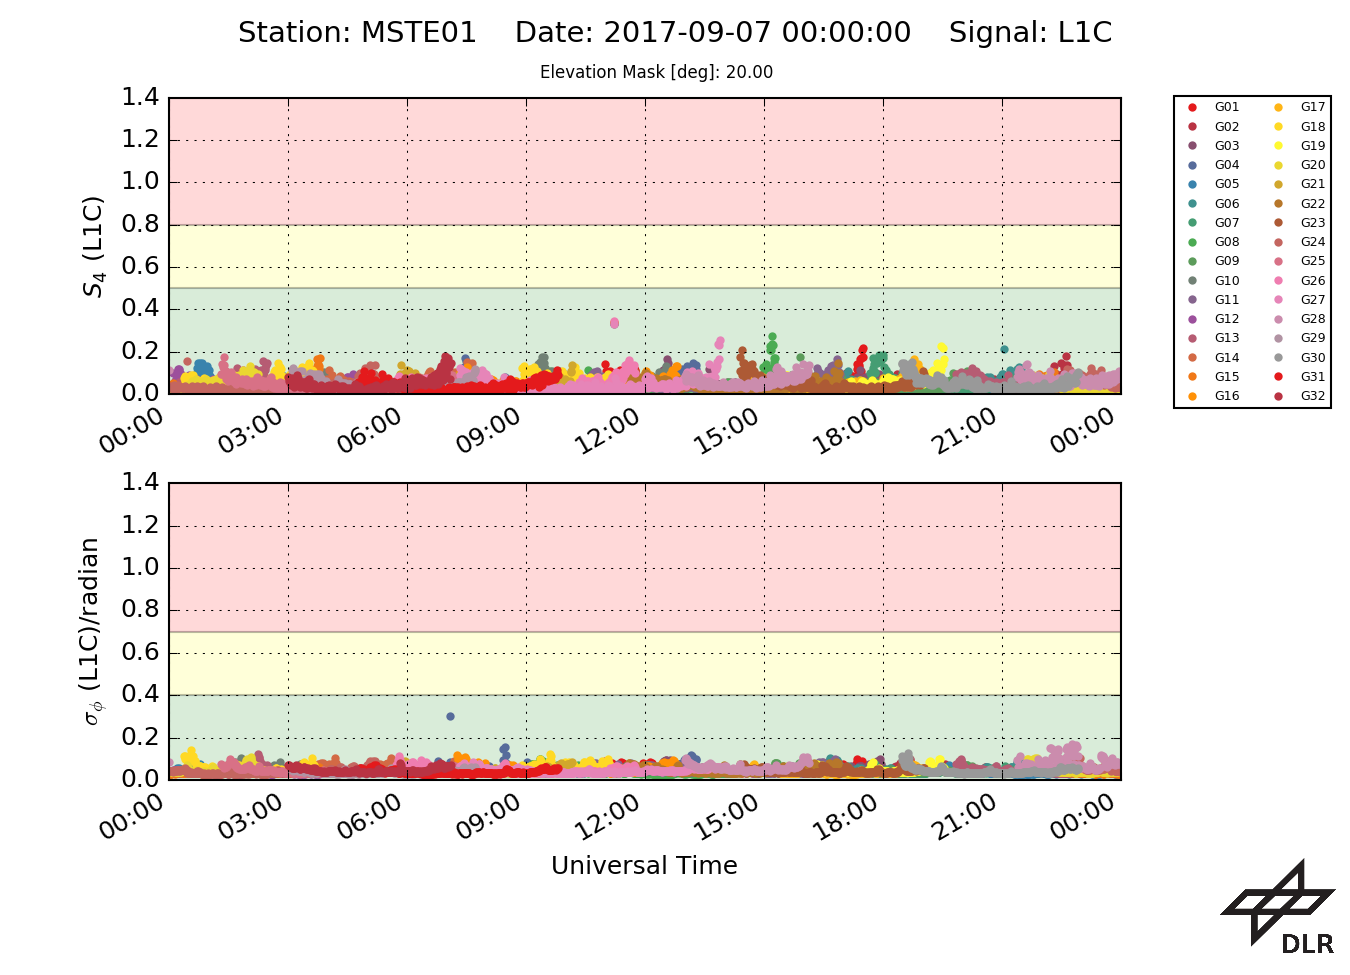 Station: MSTE01 Date: 2017-09-07 00:00:00 Signal: L1C
Elevation Mask [deg]: 20.00
S4 (L1C)
1.4
1.2
1.0
0.8
0.6
0.4
0.2
0.0
00:00 03:00 06:00 09:00 12:00 15:00 18:00 21:00 00:00
G01 G17
G02 G18
G03 G19
G04 G20
G05 G21
G06 G22
G07 G23
G08 G24
G09 G25
G10 G26
G11 G27
G12 G28
G13 G29
G14 G30
G15 G31
G16 G32
σϕ (L1C)/radian
1.4
1.2
1.0
0.8
0.6
0.4
0.2
0.0
00:00 03:00 06:00 09:00 12:00 15:00 18:00 21:00 00:00
Universal Time
DLR